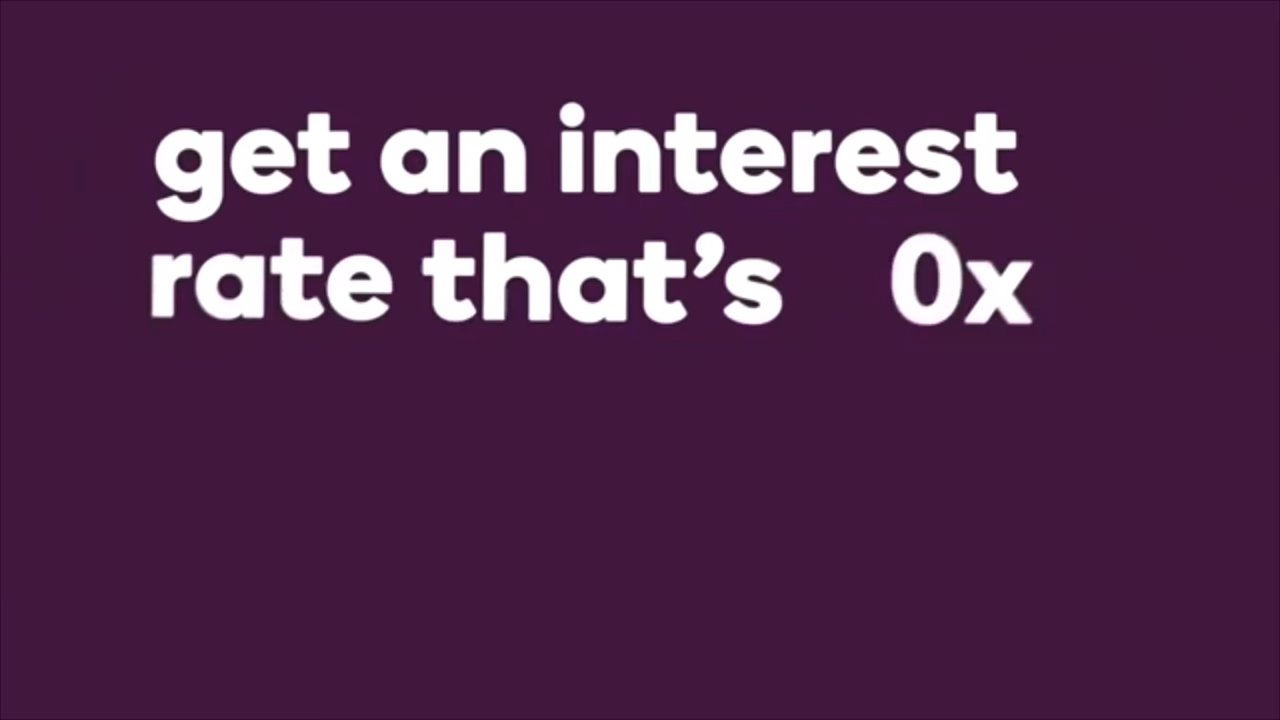 get an interest
rate that’s 0x